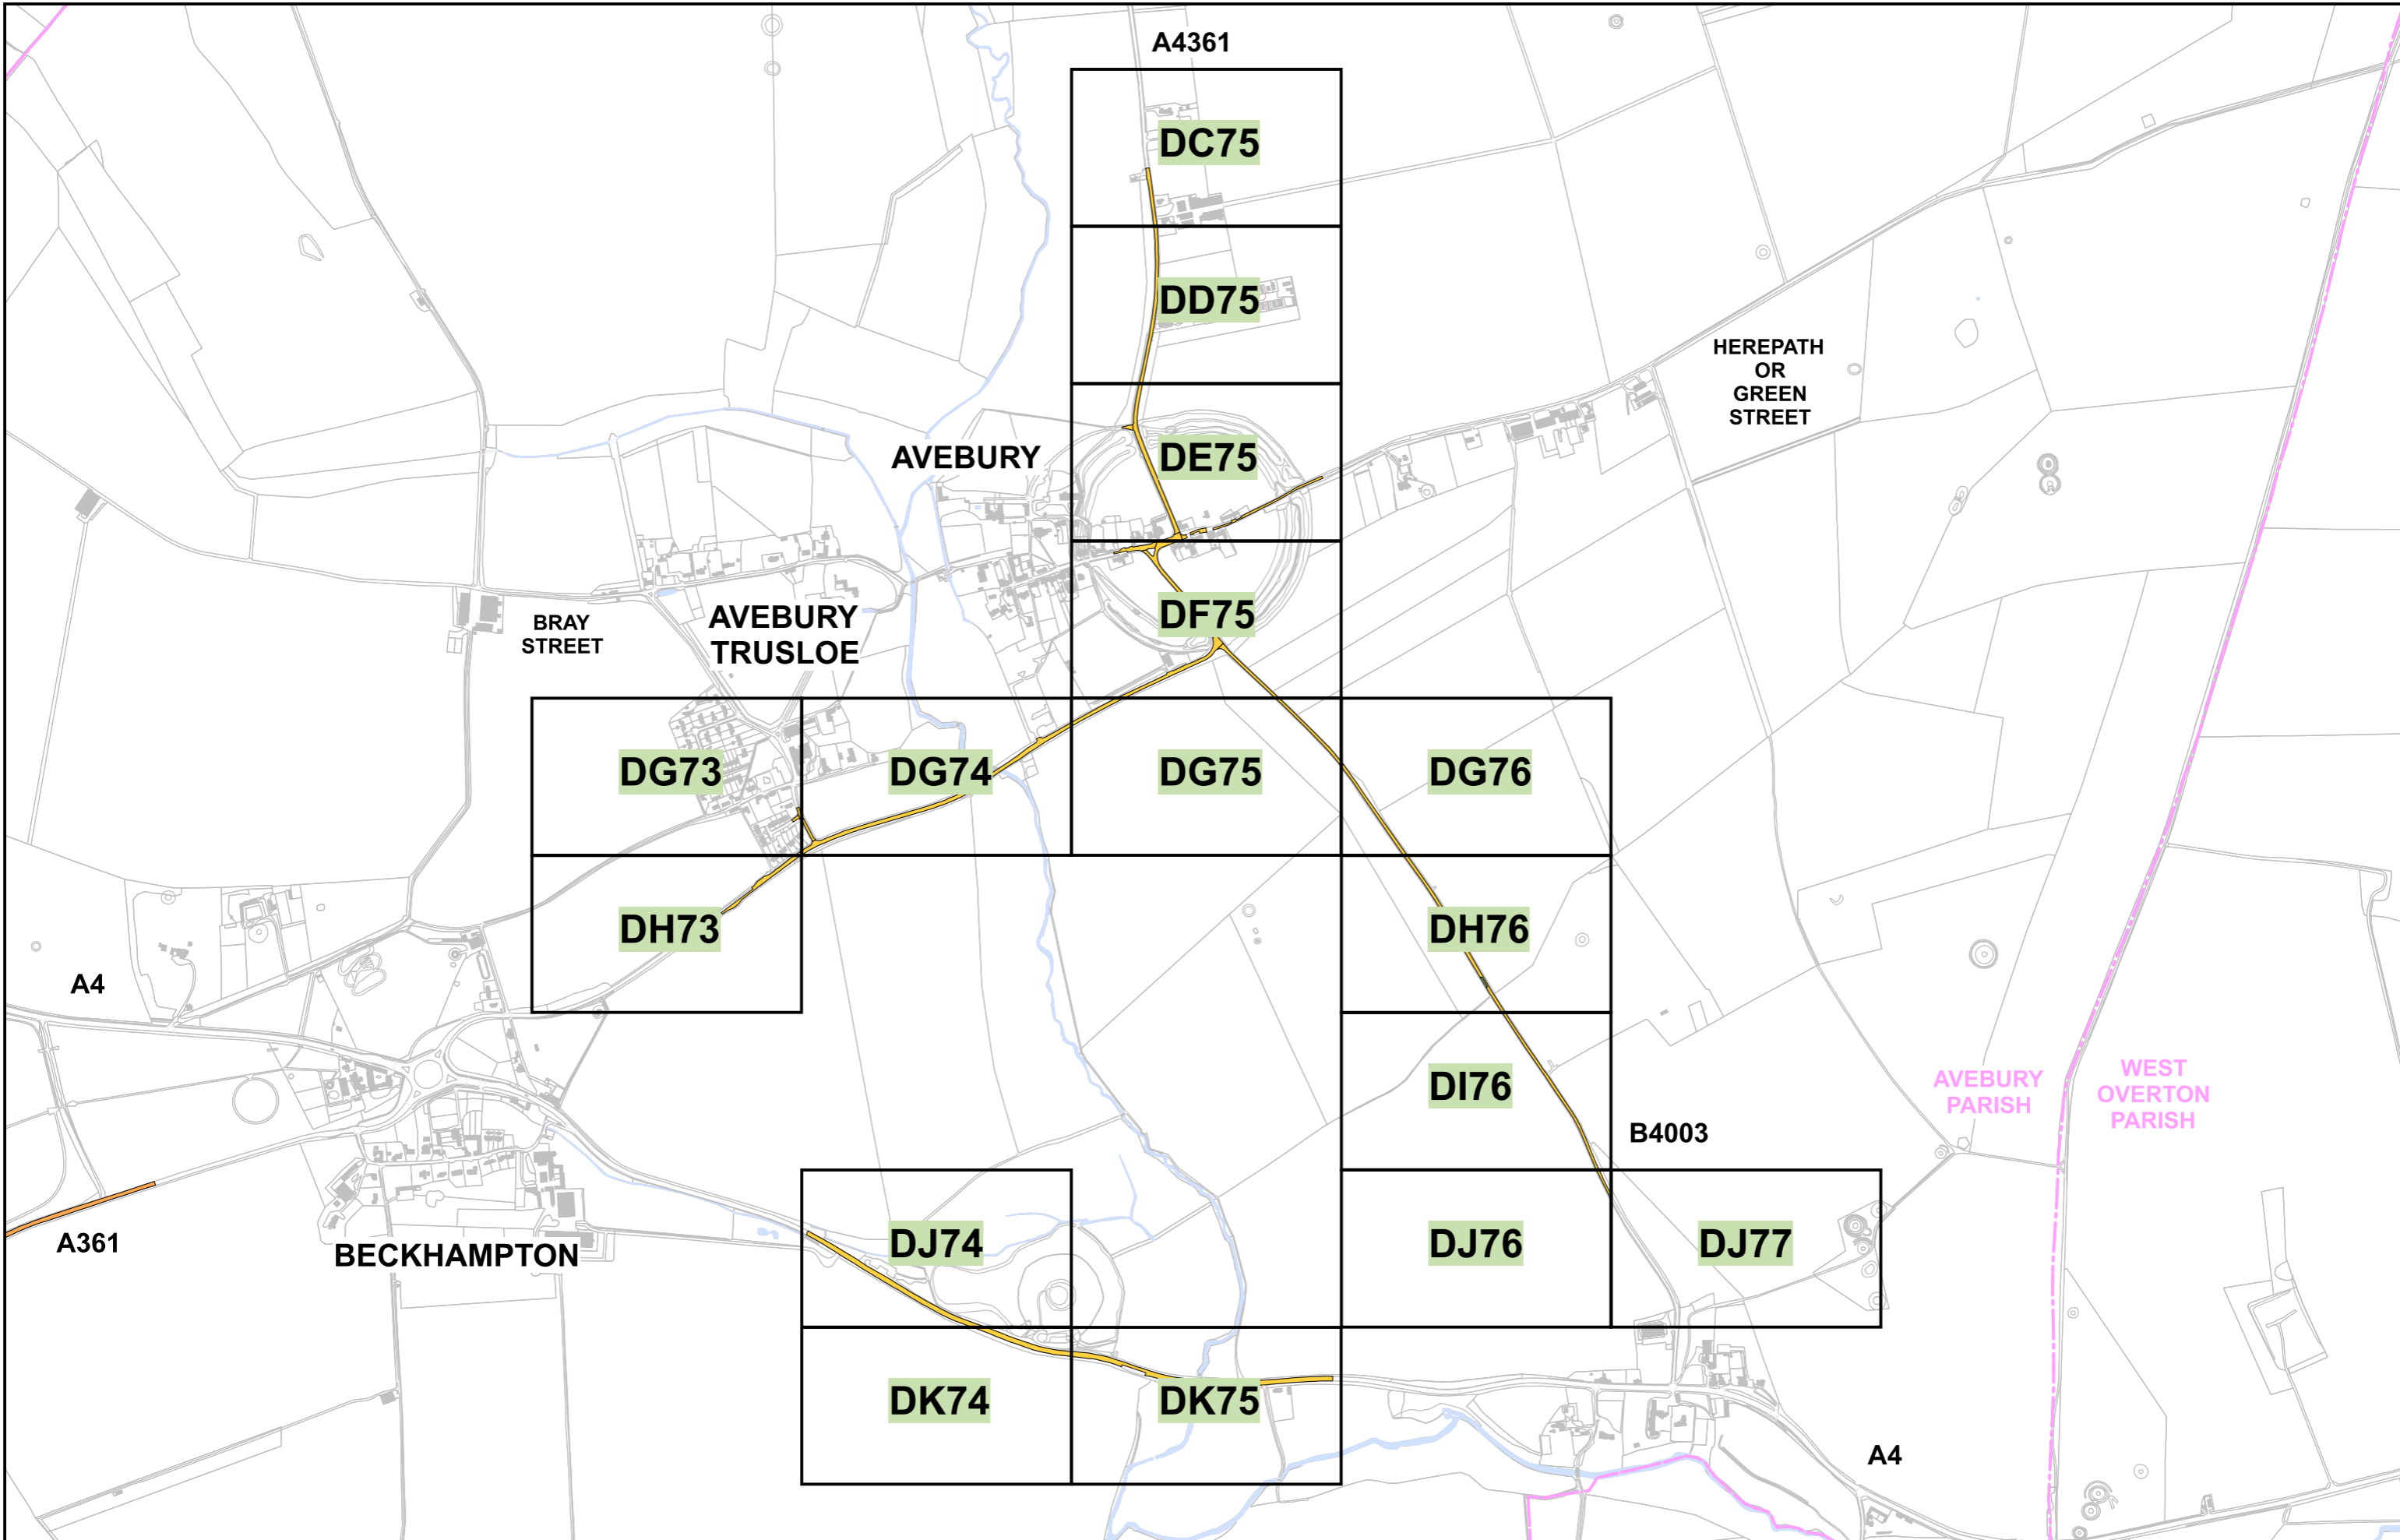 A4361
DC75
DD75
HEREPATH
OR
GREEN
STREET
AVEBURY
DE75
BRAY
STREET
AVEBURY
TRUSLOE
DF75
DG73
DG74
DG75
DG76
DH73
DH76
A4
DI76
AVEBURY
PARISH
WEST
OVERTON
PARISH
B4003
A361
BECKHAMPTON
DJ74
DJ76
DJ77
DK74
DK75
A4